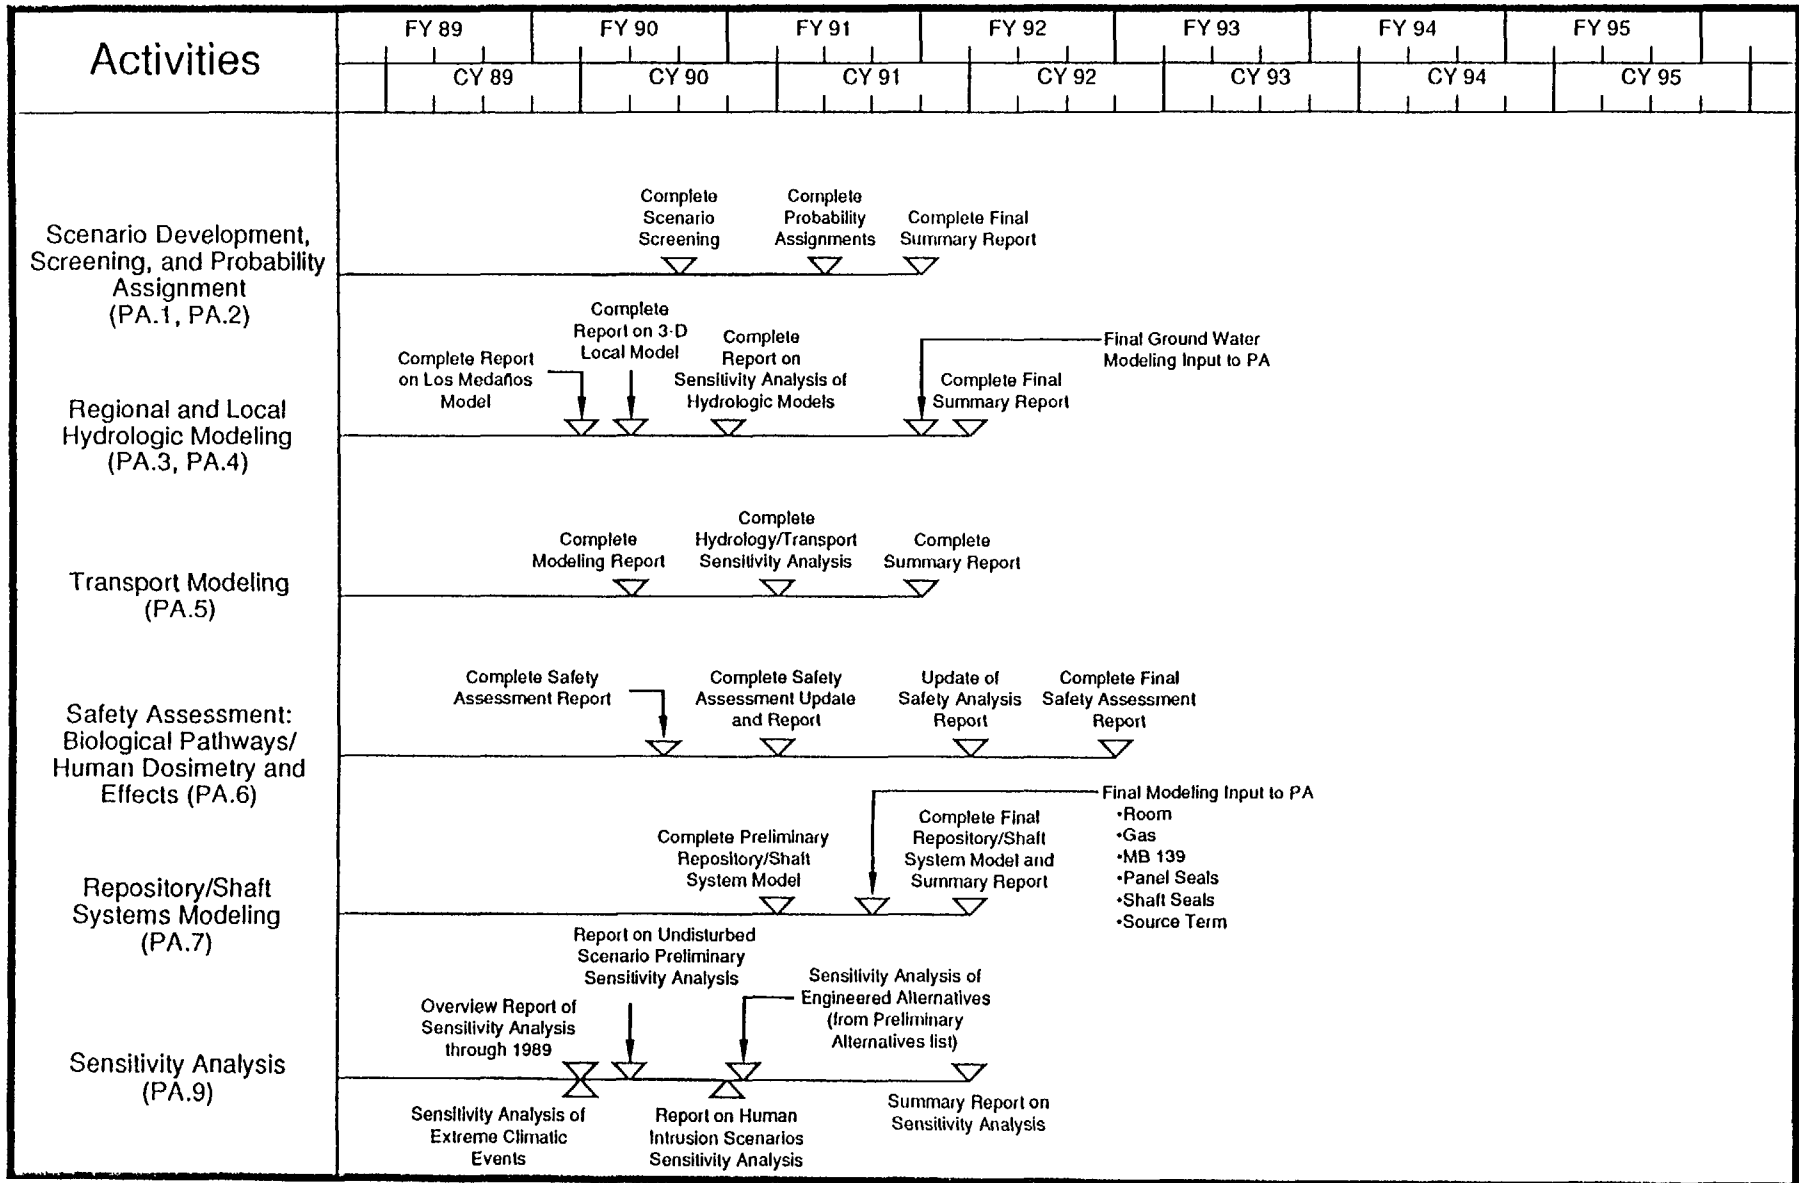 Activities
FY 89
FY 90
FY 91
FY 92
FY 93
FY 94
FY 95
CY 89
CY 90
CY 91
CY 92
CY 93
CY 94
CY 95
Scenario Development,
Screening, and Probability
Assignment
(PA.1, PA.2)
Complete
Scenario
Screening
Complete
Probability
Assignments
Complete Final
Summary Report
Regional and Local
Hydrologic Modeling
(PA.3, PA.4)
Complete Report
on Los Medaños
Model
Complete
Report on 3-D
Local Model
Complete
Report on
Sensitivity Analysis of
Hydrologic Models
Final Ground Water
Modeling Input to PA
Complete Final
Summary Report
Transport Modeling
(PA.5)
Complete
Modeling Report
Complete
Hydrology/Transport
Sensitivity Analysis
Complete
Summary Report
Safety Assessment:
Biological Pathways/
Human Dosimetry and
Effects (PA.6)
Complete Safety
Assessment Report
Complete Safety
Assessment Update
and Report
Update of
Safety Analysis
Report
Complete Final
Safety Assessment
Report
Repository/Shaft
Systems Modeling
(PA.7)
Complete Preliminary
Repository/Shaft
System Model
Complete Final
Repository/Shaft
System Model and
Summary Report
Final Modeling Input to PA
•Room
•Gas
•MB 139
•Panel Seals
•Shaft Seals
•Source Term
Sensitivity Analysis
(PA.9)
Overview Report of
Sensitivity Analysis
through 1989
Report on Undisturbed
Scenario Preliminary
Sensitivity Analysis
Sensitivity Analysis of
Engineered Alternatives
(from Preliminary
Alternatives list)
Sensitivity Analysis of
Extreme Climatic
Events
Report on Human
Intrusion Scenarios
Sensitivity Analysis
Summary Report on
Sensitivity Analysis